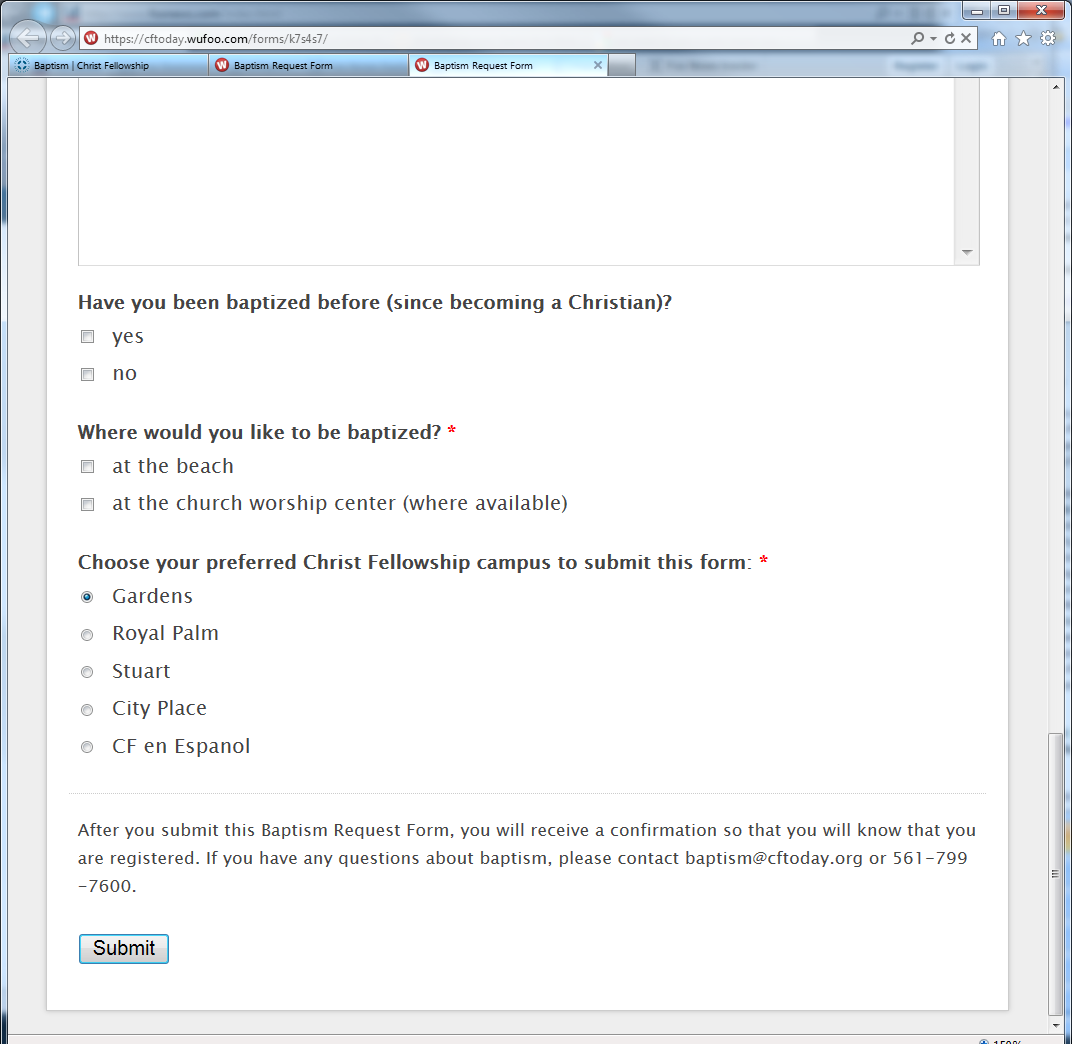 https://cftoday.wufoo.com/forms/k7s4s7/
Baptism | Christ Fellowship
Baptism Request Form
Baptism Request Form
Have you been baptized before (since becoming a Christian)?
yes
no
Where would you like to be baptized? *
at the beach
at the church worship center (where available)
Choose your preferred Christ Fellowship campus to submit this form: *
Gardens
Royal Palm
Stuart
City Place
CF en Espanol
After you submit this Baptism Request Form, you will receive a confirmation so that you will know that you
are registered. If you have any questions about baptism, please contact baptism@cftoday.org or 561-799
-7600.
Submit